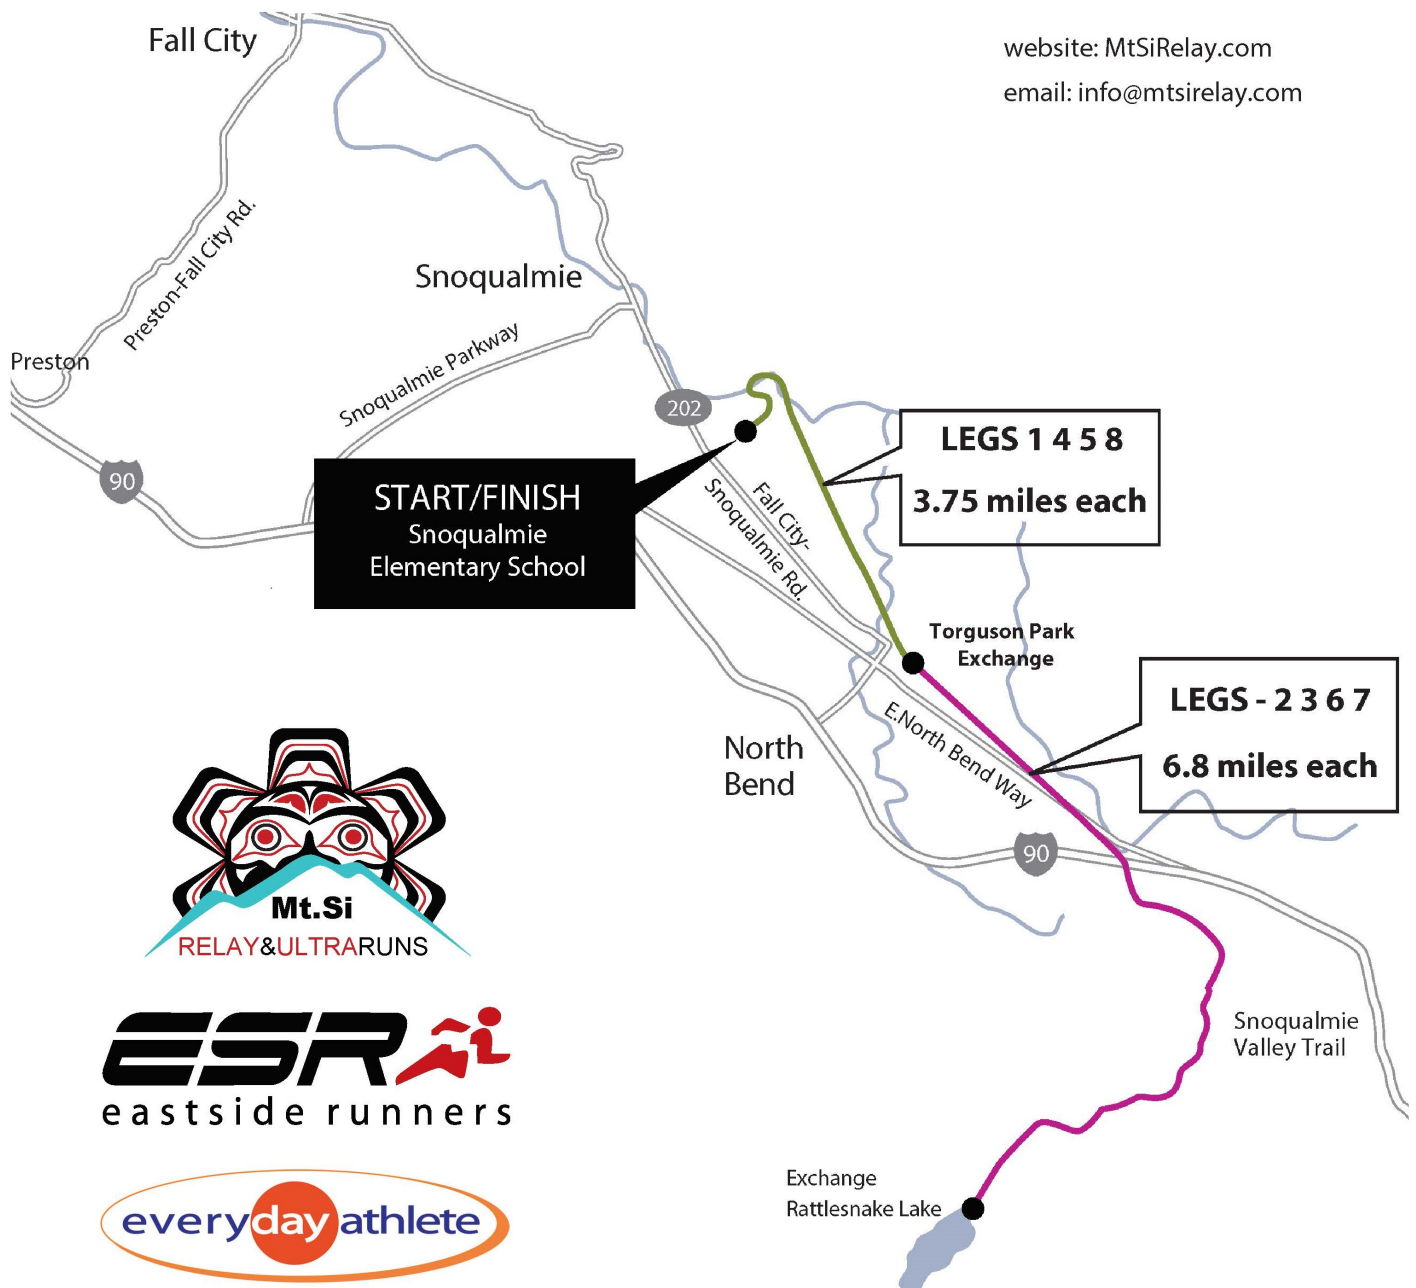 Fall City
website: MtSiRelay.com
email: info@mtsirelay.com
Preston-Fall City Rd.
Snoqualmie
Preston
Snoqualmie Parkway
202
90
LEGS 1 4 5 8
3.75 miles each
START/FINISH
Snoqualmie
Elementary School
Fall City-
Snoqualmie Rd.
Torguson Park
Exchange
LEGS - 2 3 6 7
6.8 miles each
E.North Bend Way
North
Bend
90
Mt.Si
RELAY&ULTRARUNS
ESR
eastside runners
Snoqualmie
Valley Trail
Exchange
Rattlesnake Lake
everydayathlete